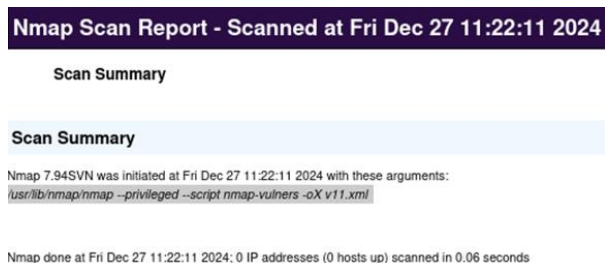 Nmap Scan Report - Scanned at Fri Dec 27 11:22:11 2024
Scan Summary
Scan Summary
Nmap 7.94SVN was initiated at Fri Dec 27 11:22:11 2024 with these arguments:
/usr/lib/nmap/nmap --privileged --script nmap-vulners -oX v11.xml
Nmap done at Fri Dec 27 11:22:11 2024; 0 IP addresses (0 hosts up) scanned in 0.06 seconds